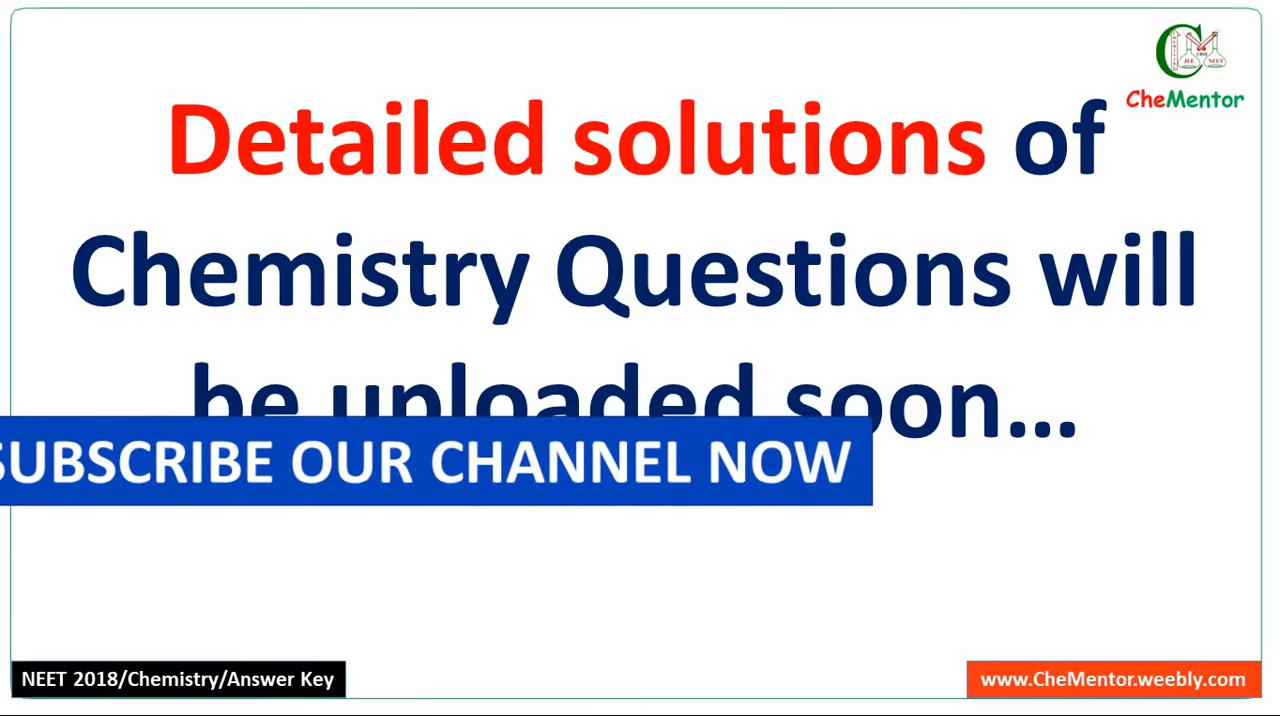 CheMentor
Detailed solutions of
Chemistry Questions will
be uploaded soon...
SUBSCRIBE OUR CHANNEL NOW
NEET 2018/Chemistry/Answer Key
www.CheMentor.weebly.com